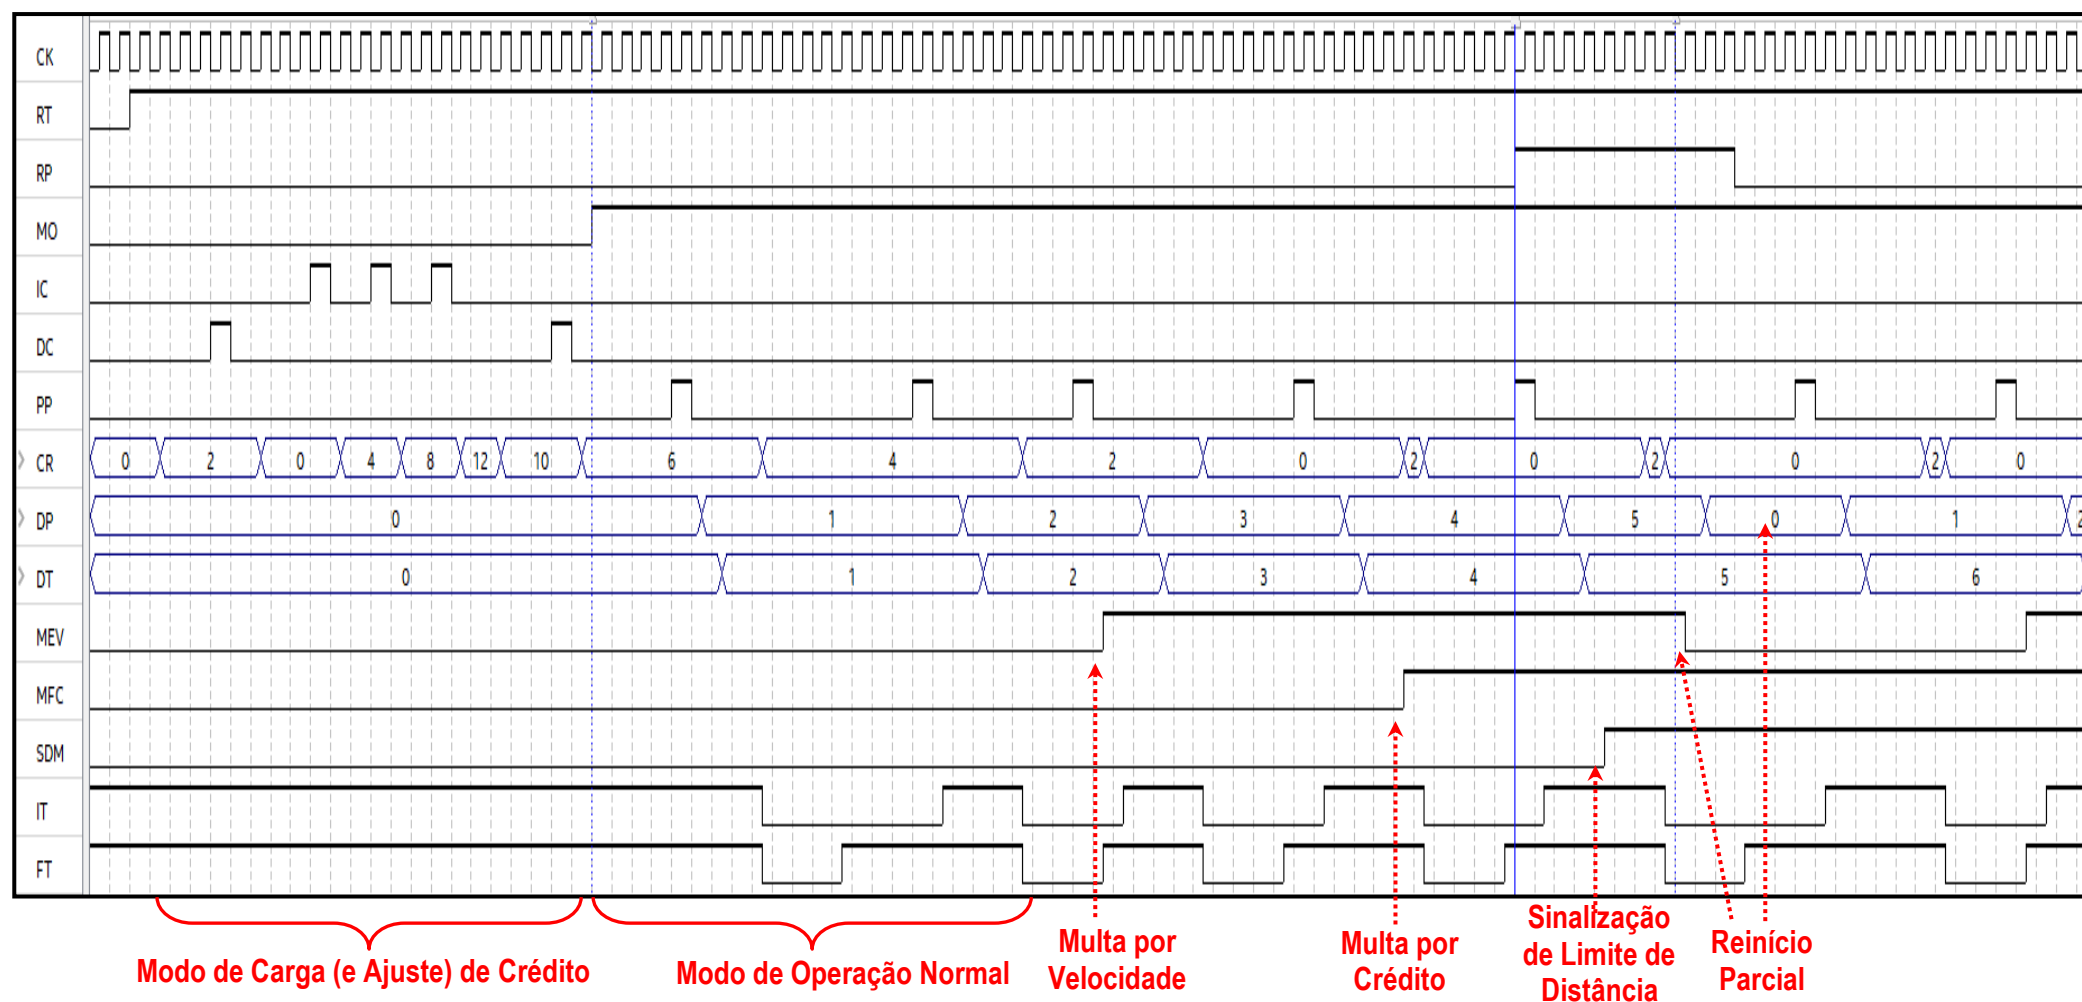 CK
RT
RP
MO
IC
DC
PP
CR 0 2 0 4 8 12 10 6 4 2 0 2 0 2 0 2 0
DP 0 1 2 3 4 5 0 1 2
DT 0 1 2 3 4 5 6
MEV
MFC
SDM
IT
FT
Modo de Carga (e Ajuste) de Crédito
Modo de Operação Normal
Multa por
Velocidade
Multa por
Crédito
Sinalização
de Limite de
Distância
Reinício
Parcial